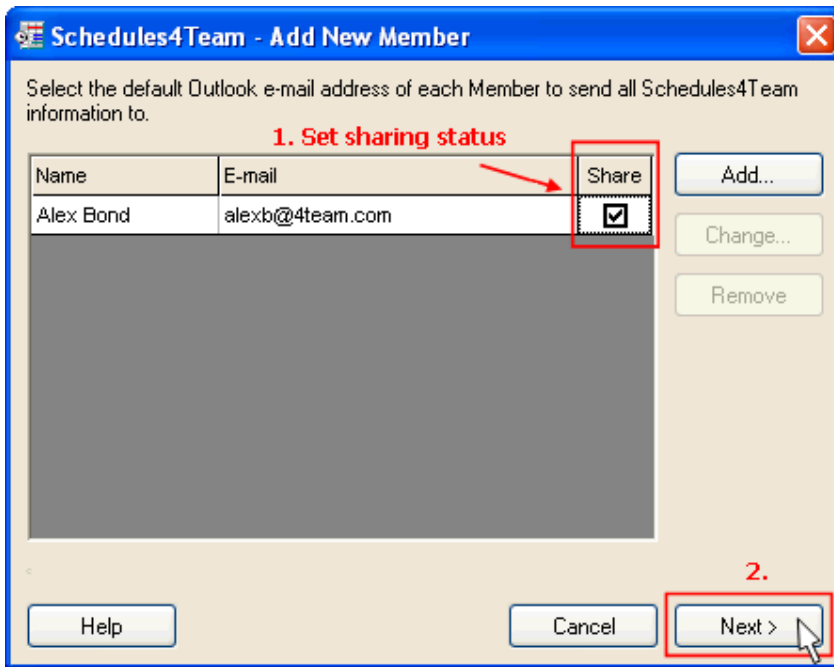 Schedules4Team - Add New Member
Select the default Outlook e-mail address of each Member to send all Schedules4Team
information to.
1. Set sharing status
Name E-mail Share Add...
Alex Bond alexb@4team.com
Change...
Remove
2.
Help Cancel Next >